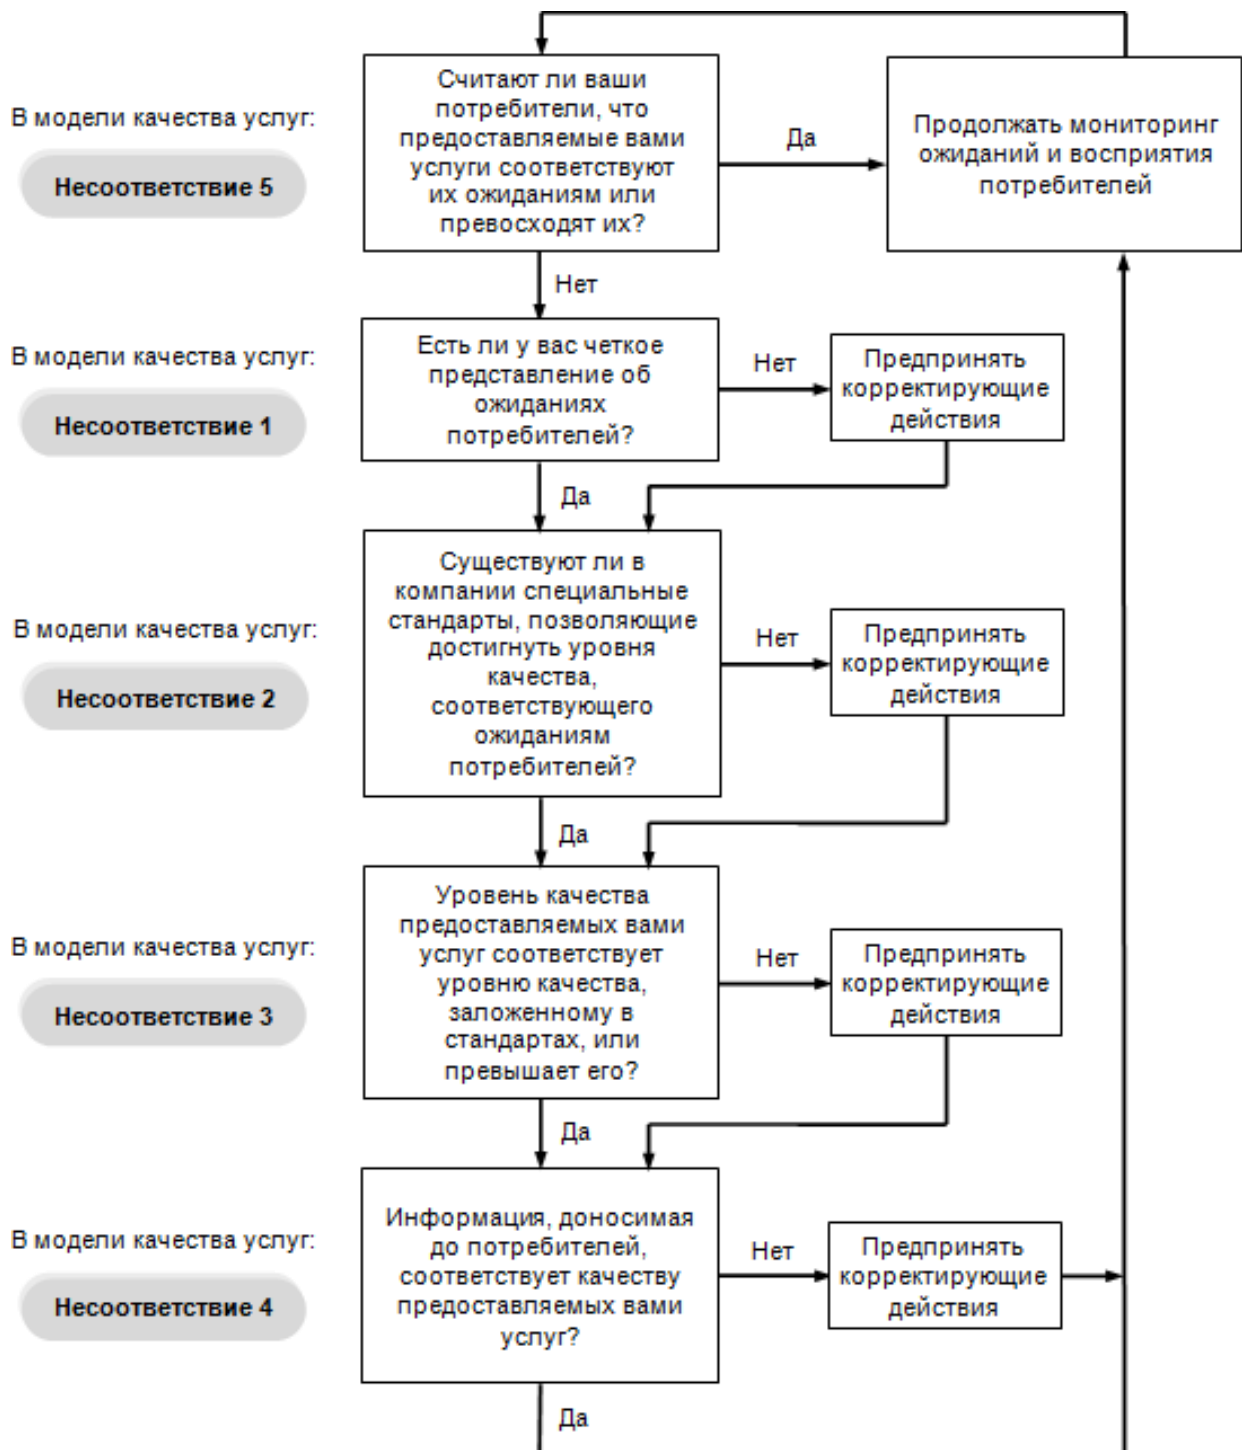 В модели качества услуг:
Несоответствие 5
Считают ли ваши
потребители, что
предоставляемые вами
услуги соответствуют
их ожиданиям или
превосходят их?
Да
Продолжать мониторинг
ожиданий и восприятия
потребителей
Нет
В модели качества услуг:
Несоответствие 1
Есть ли у вас четкое
представление об
ожиданиях
потребителей?
Нет
Предпринять
корректирующие
действия
Да
В модели качества услуг:
Несоответствие 2
Существуют ли в
компании специальные
стандарты, позволяющие
достигнуть уровня
качества,
соответствующего
ожиданиям
потребителей?
Нет
Предпринять
корректирующие
действия
Да
В модели качества услуг:
Несоответствие 3
Уровень качества
предоставляемых вами
услуг соответствует
уровню качества,
заложенному в
стандартах, или
превышает его?
Нет
Предпринять
корректирующие
действия
Да
В модели качества услуг:
Несоответствие 4
Информация, доносимая
до потребителей,
соответствует качеству
предоставляемых вами
услуг?
Нет
Предпринять
корректирующие
действия
Да